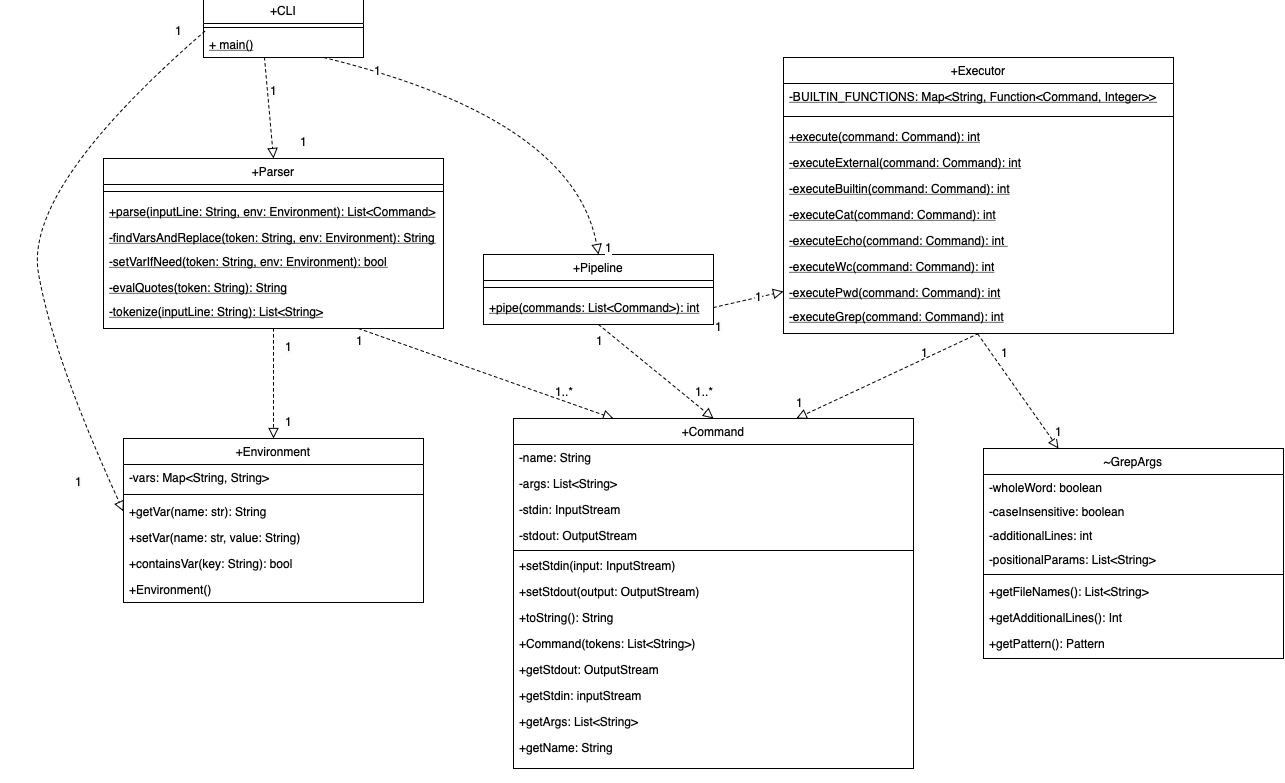 +CLI
+ main()
1
1
1
1
+Parser
+parse(inputLine: String, env: Environment): List<Command>
-findVarsAndReplace(token: String, env: Environment): String
-setVarIfNeed(token: String, env: Environment): bool
-evalQuotes(token: String): String
-tokenize(inputLine: String): List<String>
1
+Pipeline
+pipe(commands: List<Command>): int
1
1
+Executor
-BUILTIN_FUNCTIONS: Map<String, Function<Command, Integer>>
+execute(command: Command): int
-executeExternal(command: Command): int
-executeBuiltin(command: Command): int
-executeCat(command: Command): int
-executeEcho(command: Command): int
-executeWc(command: Command): int
-executePwd(command: Command): int
-executeGrep(command: Command): int
1
1
1
1..*
1..*
1
1
1
1
1
1
+Environment
-vars: Map<String, String>
+getVar(name: str): String
+setVar(name: str, value: String)
+containsVar(key: String): bool
+Environment()
+Command
-name: String
-args: List<String>
-stdin: InputStream
-stdout: OutputStream
+setStdin(input: InputStream)
+setStdout(output: OutputStream)
+toString(): String
+Command(tokens: List<String>)
+getStdout: OutputStream
+getStdin: inputStream
+getArgs: List<String>
+getName: String
~GrepArgs
-wholeWord: boolean
-caseInsensitive: boolean
-additionalLines: int
-positionalParams: List<String>
+getFileNames(): List<String>
+getAdditionalLines(): Int
+getPattern(): Pattern